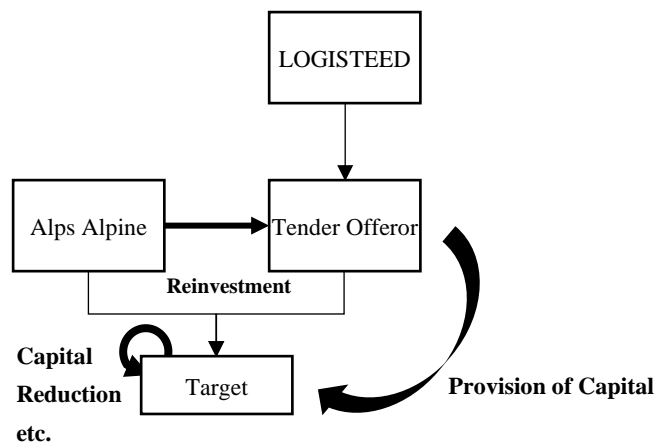 LOGISTEED
Alps Alpine
Tender Offeror
Reinvestment
Capital
Reduction
etc.
Target
Provision of Capital